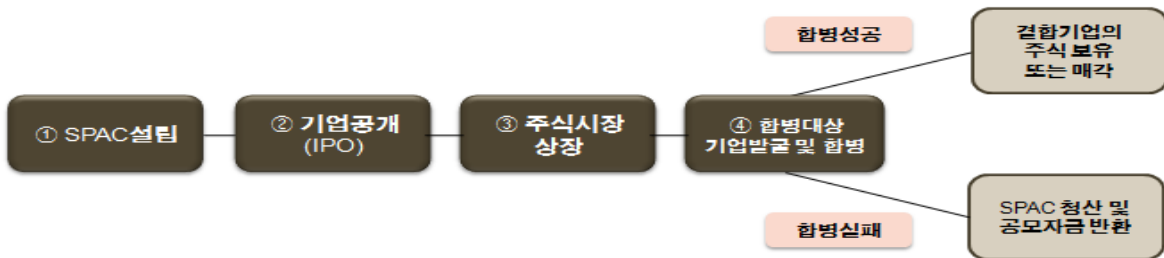 합병성공
결합기업의
주식 보유
또는 매각
① SPAC설립
② 기업공개
(IPO)
③ 주식시장
상장
④ 합병대상
기업발굴 및 합병
합병실패
SPAC 청산 및
공모자금 반환